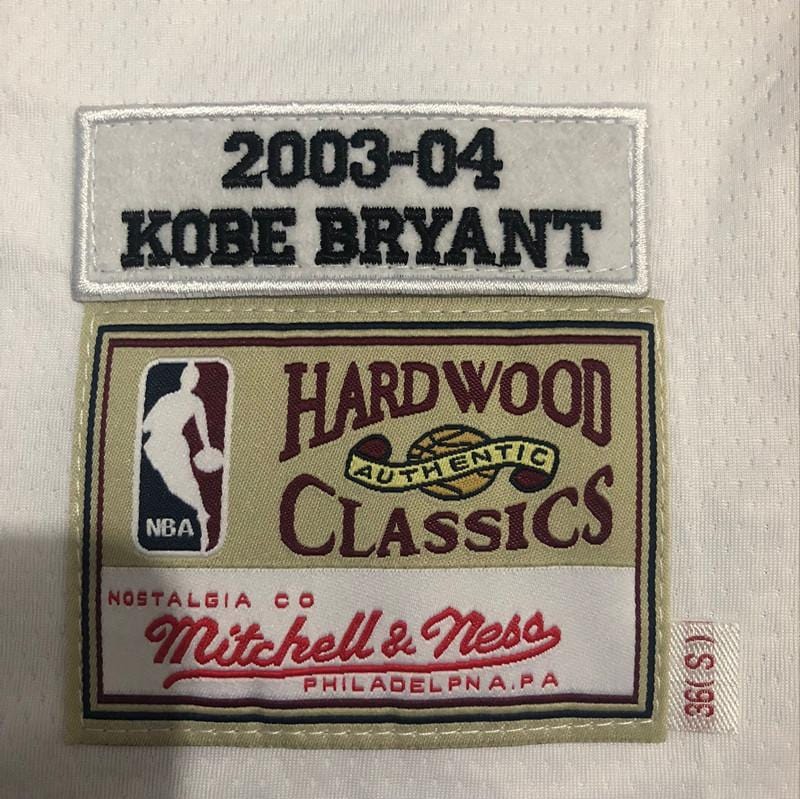 2003-04
KOBE BRYANT
HARDWOOD
AUTHENTIC
CLASSICS
NBA
NOSTALGIA CO
Mitchell & Ness
PHILADELPNA.PA
36(S)